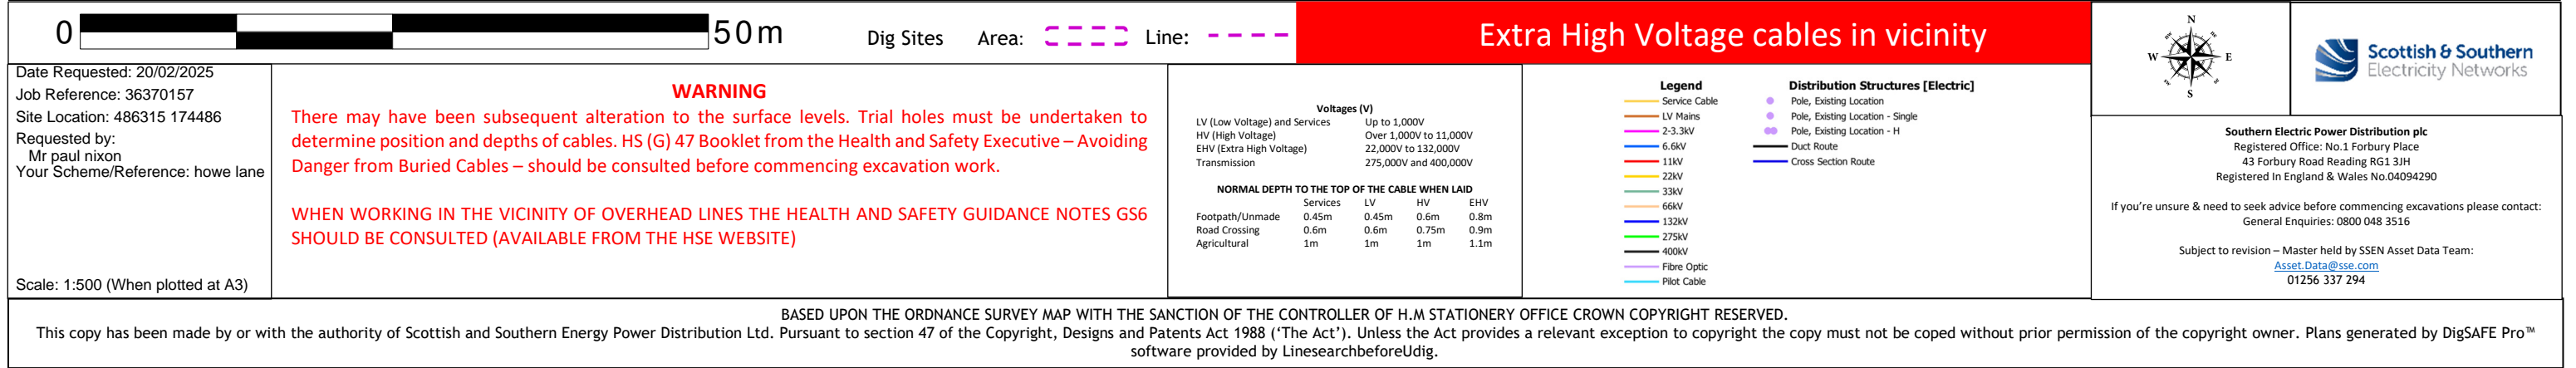 0
50m
Dig Sites
Area:
Line:
Extra High Voltage cables in vicinity
N
NW
NE
W
E
SW
SE
S
Scottish & Southern
Electricity Networks
Date Requested: 20/02/2025
Job Reference: 36370157
Site Location: 486315 174486
Requested by:
Mr paul nixon
Your Scheme/Reference: howe lane
Scale: 1:500 (When plotted at A3)
WARNING
There may have been subsequent alteration to the surface levels. Trial holes must be undertaken to
determine position and depths of cables. HS (G) 47 Booklet from the Health and Safety Executive – Avoiding
Danger from Buried Cables – should be consulted before commencing excavation work.
WHEN WORKING IN THE VICINITY OF OVERHEAD LINES THE HEALTH AND SAFETY GUIDANCE NOTES GS6
SHOULD BE CONSULTED (AVAILABLE FROM THE HSE WEBSITE)
Voltages (V)
LV (Low Voltage) and Services Up to 1,000V
HV (High Voltage) Over 1,000V to 11,000V
EHV (Extra High Voltage) 22,000V to 132,000V
Transmission 275,000V and 400,000V
NORMAL DEPTH TO THE TOP OF THE CABLE WHEN LAID
Services LV HV EHV
Footpath/Unmade 0.45m 0.45m 0.6m 0.8m
Road Crossing 0.6m 0.6m 0.75m 0.9m
Agricultural 1m 1m 1m 1.1m
Legend
Service Cable
LV Mains
2-3.3kV
6.6kV
11kV
22kV
33kV
66kV
132kV
275kV
400kV
Fibre Optic
Pilot Cable
Distribution Structures [Electric]
Pole, Existing Location
Pole, Existing Location - Single
Pole, Existing Location - H
Duct Route
Cross Section Route
Southern Electric Power Distribution plc
Registered Office: No.1 Forbury Place
43 Forbury Road Reading RG1 3JH
Registered In England & Wales No.04094290
If you're unsure & need to seek advice before commencing excavations please contact:
General Enquiries: 0800 048 3516
Subject to revision – Master held by SSEN Asset Data Team:
Asset.Data@sse.com
01256 337 294
BASED UPON THE ORDNANCE SURVEY MAP WITH THE SANCTION OF THE CONTROLLER OF H.M STATIONERY OFFICE CROWN COPYRIGHT RESERVED.
This copy has been made by or with the authority of Scottish and Southern Energy Power Distribution Ltd. Pursuant to section 47 of the Copyright, Designs and Patents Act 1988 ('The Act'). Unless the Act provides a relevant exception to copyright the copy must not be coped without prior permission of the copyright owner. Plans generated by DigSAFE Pro™
software provided by LinesearchbeforeUdig.